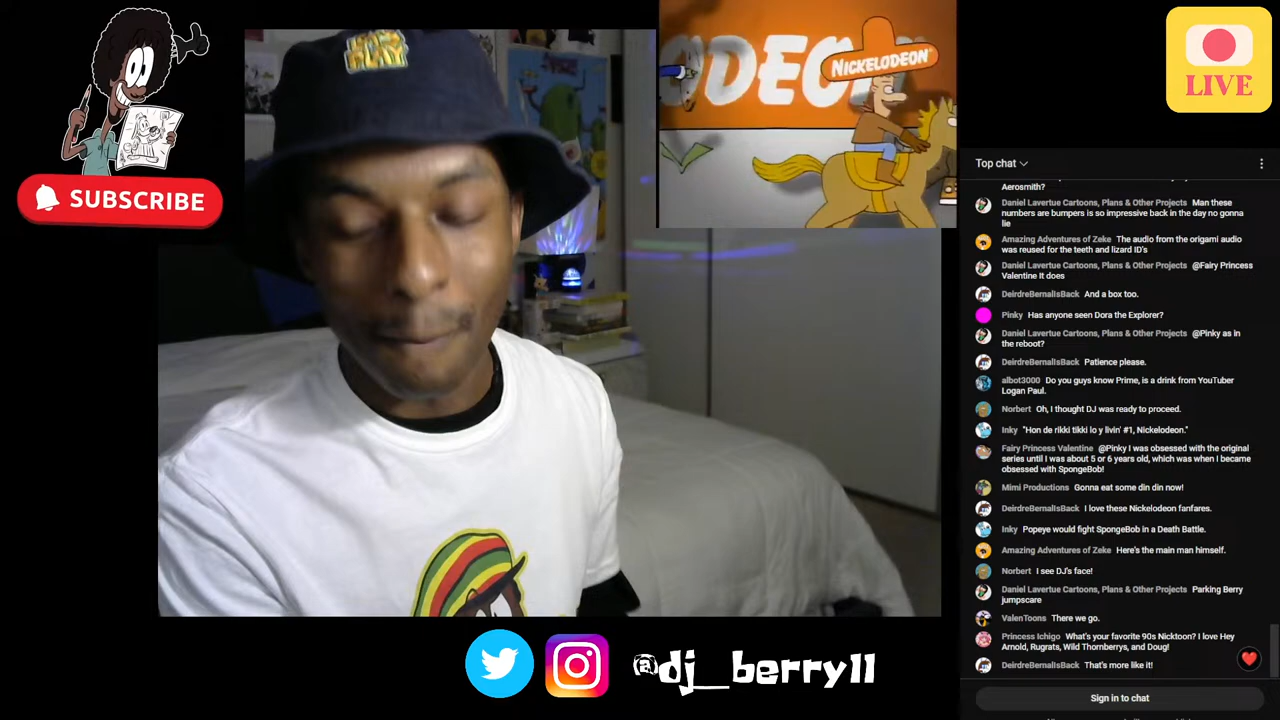 PLAY
ODEO
NICKELODEON
LIVE
SUBSCRIBE
Top chat
Aerosmith?
Daniel Lavertue Cartoons, Plans & Other Projects Man these
numbers are bumpers is so impressive back in the day no gonna
lie
Amazing Adventures of Zeke The audio from the origami audio
was reused for the teeth and lizard ID's
Daniel Lavertue Cartoons, Plans & Other Projects @Fairy Princess
Valentine It does
DeirdreBernalIsBack And a box too.
Pinky Has anyone seen Dora the Explorer?
Daniel Lavertue Cartoons, Plans & Other Projects @Pinky as in
the reboot?
DeirdreBernalIsBack Patience please.
albot3000 Do you guys know Prime, is a drink from YouTuber
Logan Paul.
Norbert Oh, I thought DJ was ready to proceed.
Inky "Hon de rikki tikki lo y livin' #1, Nickelodeon."
Fairy Princess Valentine @Pinky I was obsessed with the original
series until I was about 5 or 6 years old, which was when I became
obsessed with SpongeBob!
Mimi Productions Gonna eat some din din now!
DeirdreBernalIsBack I love these Nickelodeon fanfares.
Inky Popeye would fight SpongeBob in a Death Battle.
Amazing Adventures of Zeke Here's the main man himself.
Norbert I see DJ's face!
Daniel Lavertue Cartoons, Plans & Other Projects Parking Berry
jumpscare
ValenToons There we go.
Princess Ichigo What's your favorite 90s Nicktoon? I love Hey
Arnold, Rugrats, Wild Thornberrys, and Doug!
DeirdreBernalIsBack That's more like it!
Sign in to chat
@dj_berry11